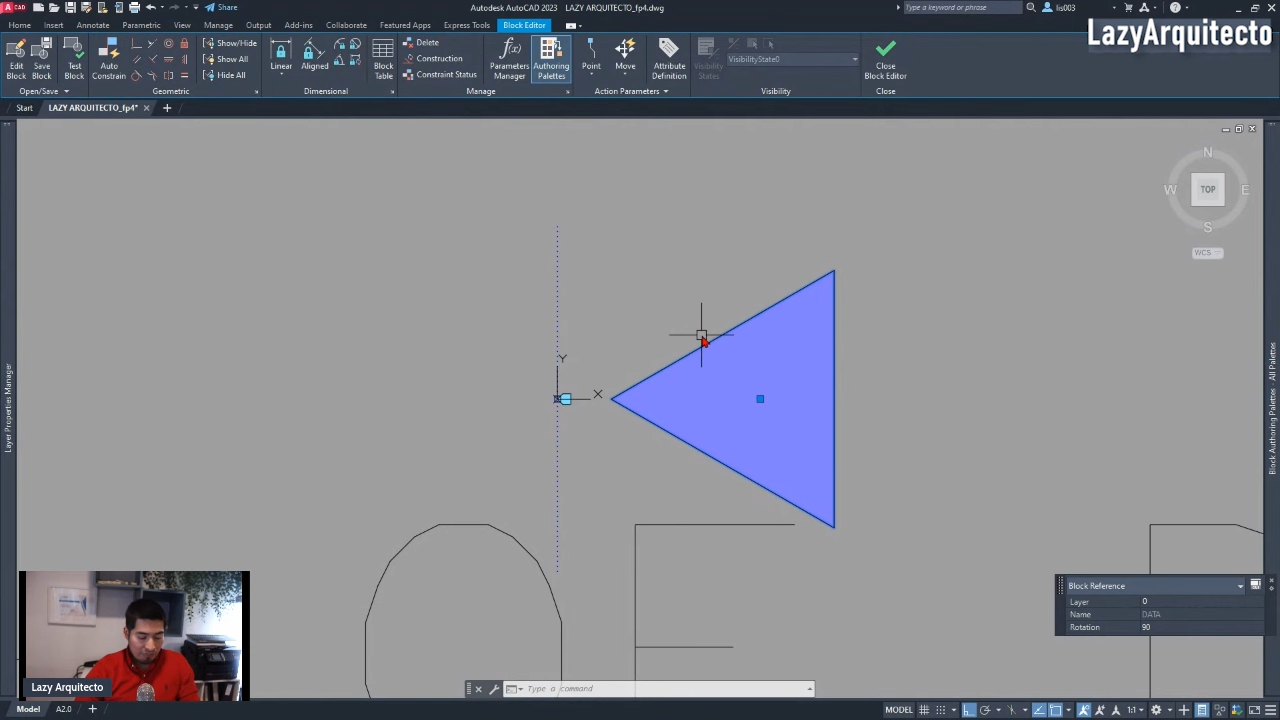 CAD
Share
Autodesk AutoCAD 2023   LAZY ARQUITECTO_fp4.dwg
Type a keyword or phrase
lis003
LazyArquitecto
Home Insert Annotate Parametric View Manage Output Add-ins Collaborate Featured Apps Express Tools Block Editor
Edit Block
Save Block
Test Block
Open/Save
Auto Constrain
Show/Hide
Show All
Hide All
Geometric
Linear
Aligned
Dimensional
Block Table
Delete
Construction
Constraint Status
Parameters Manager
Authoring Palettes
Manage
Point
Move
Action Parameters
Attribute Definition
Visibility States
VisibilityState0
Visibility
Close Block Editor
Close
Start
LAZY ARQUITECTO_fp4*
N
W TOP E
S
WCS
Y
X
Layer Properties Manager
Block Authoring Palettes - All Palettes
Block Reference
Layer 0
Name DATA
Rotation 90
Lazy Arquitecto
Type a command
Model A2.0
MODEL
1:1